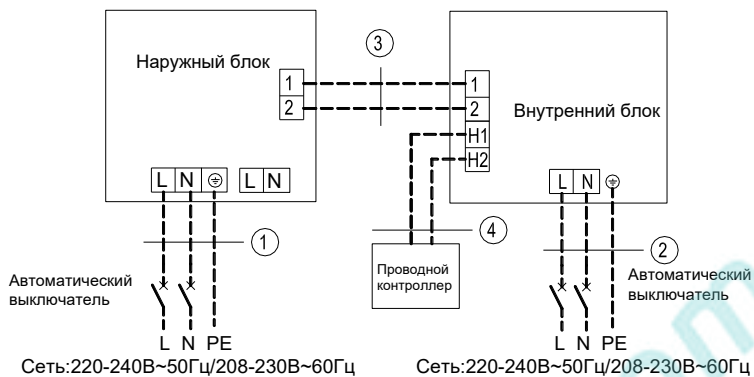 Наружный блок
1
2
3
1
2
H1
H2
Внутренний блок
L N
L N
L N
1
4
2
Проводной
контроллер
Автоматический
выключатель
Автоматический
выключатель
L N PE
L N PE
Сеть:220-240В~50Гц/208-230В~60Гц
Сеть:220-240В~50Гц/208-230В~60Гц